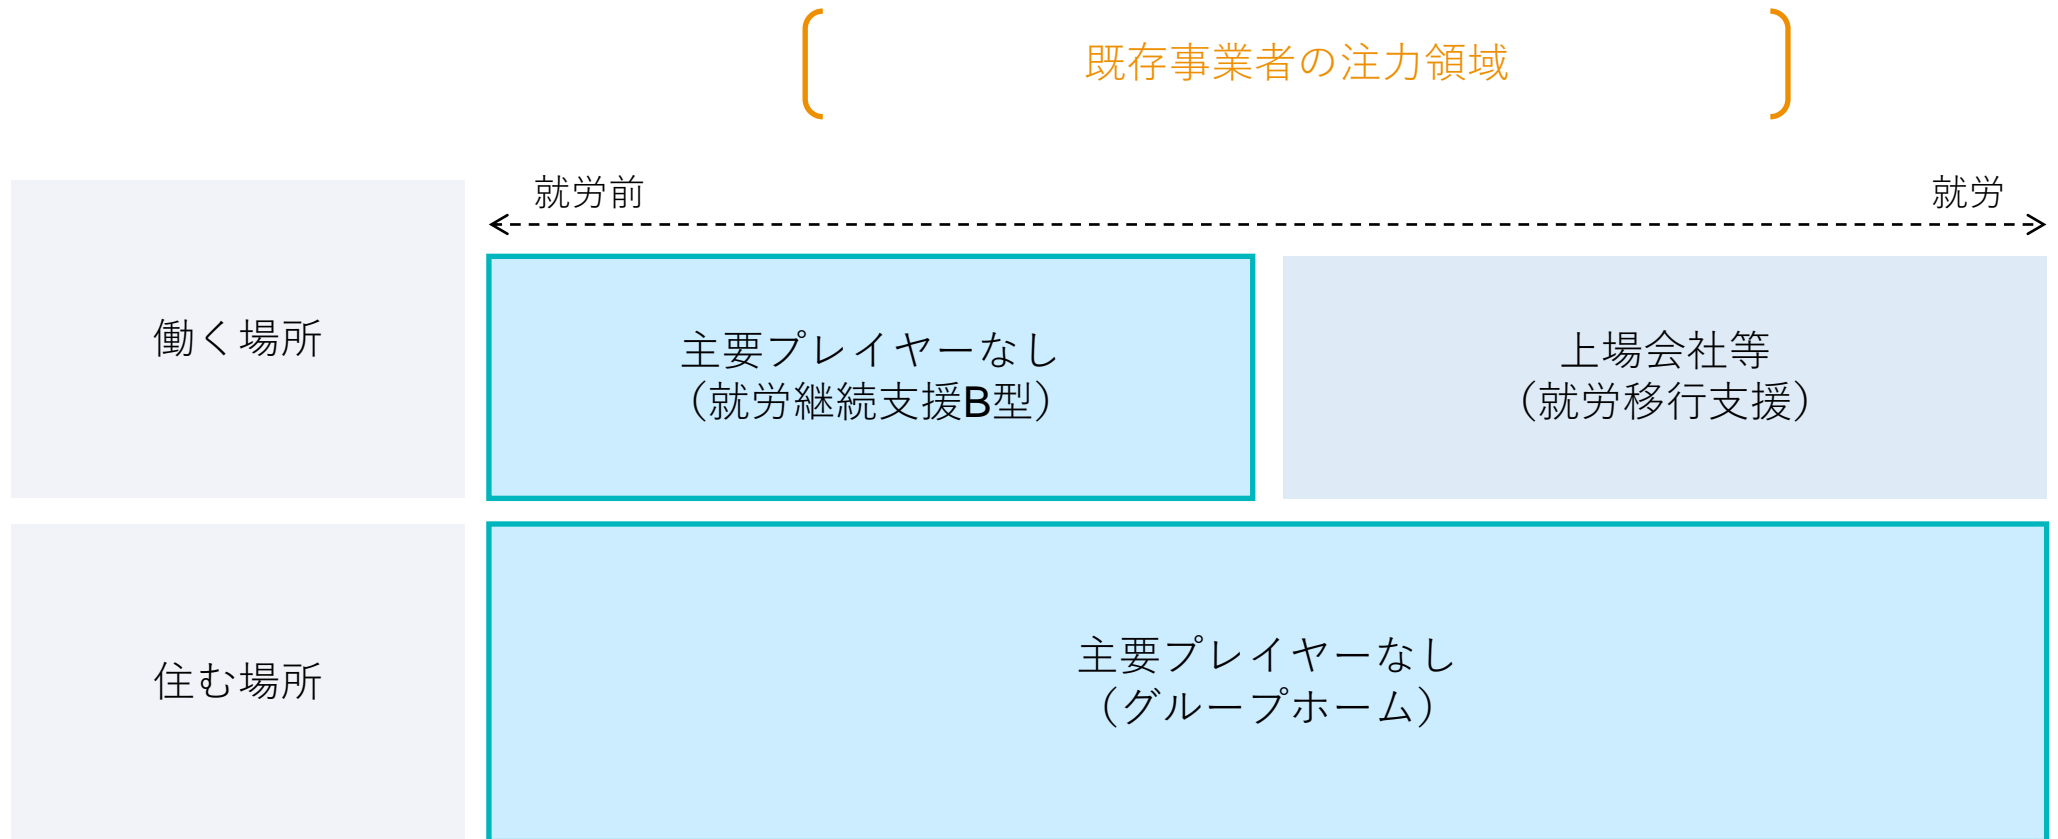 既存事業者の注力領域
就労前
就労
働く場所
主要プレイヤーなし
（就労継続支援B型）
上場会社等
（就労移行支援）
住む場所
主要プレイヤーなし
（グループホーム）